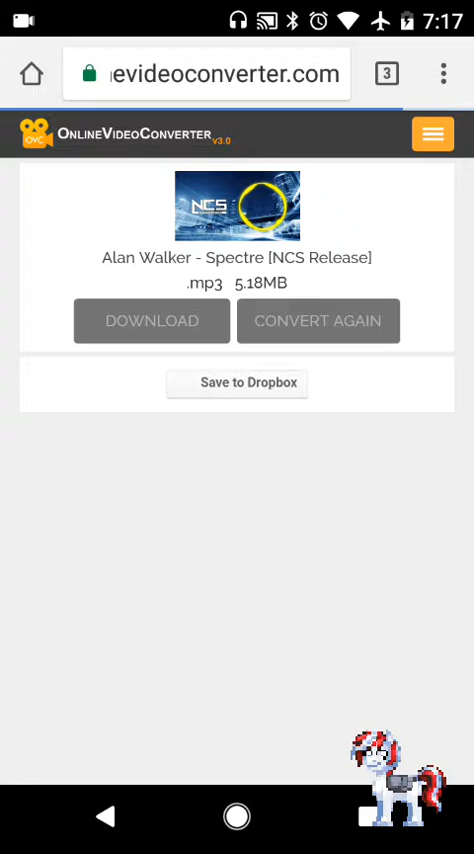 7:17
evideoconverter.com
3
OVC OnlineVideoConverter v3.0
NCS
Alan Walker - Spectre [NCS Release]
.mp3 5.18MB
DOWNLOAD CONVERT AGAIN
Save to Dropbox